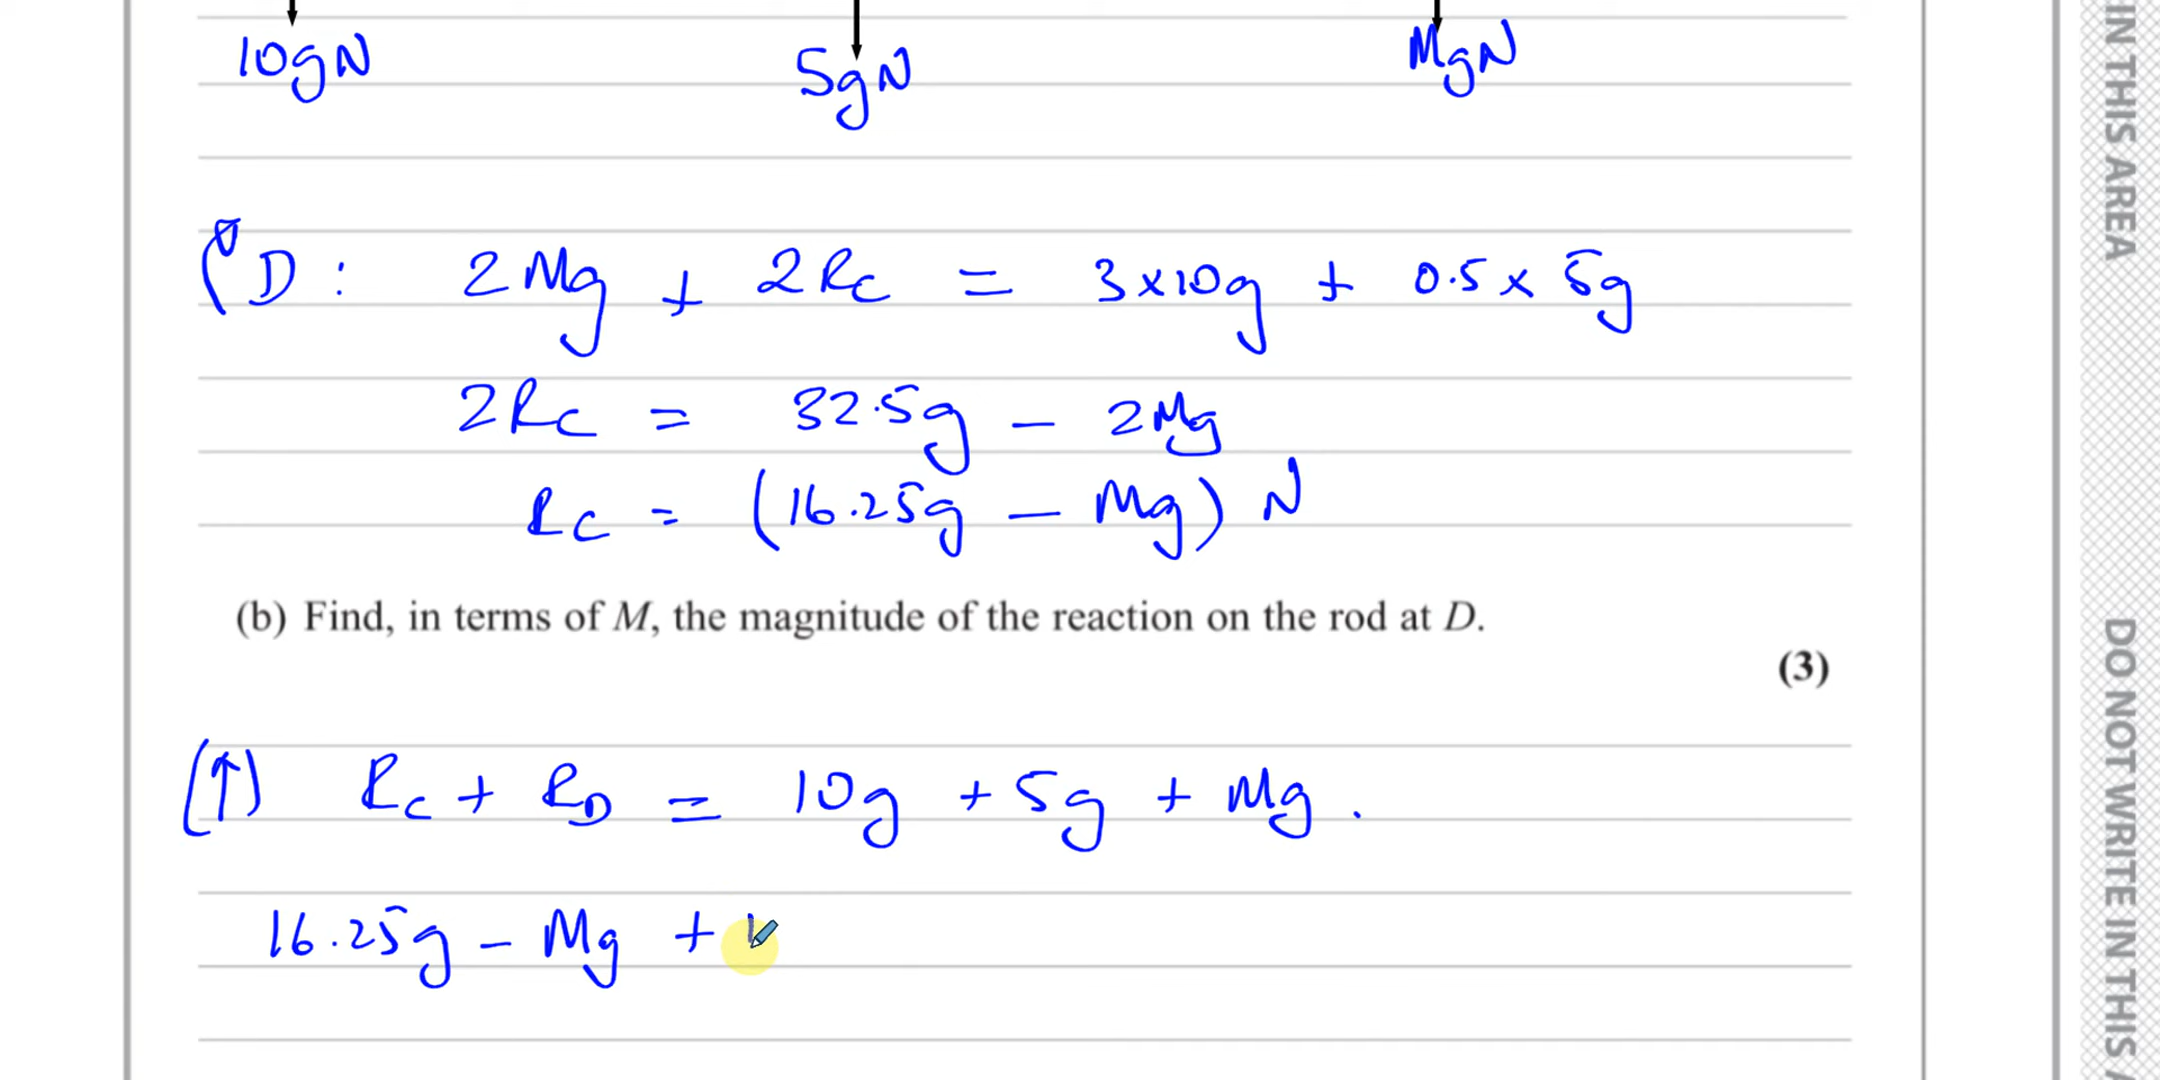 10gN 5gN MgN
D: 2Mg + 2Rc = 3x10g + 0.5 x 5g
2Rc = 32.5g - 2Mg
Rc = (16.25g - Mg) N
(b) Find, in terms of M, the magnitude of the reaction on the rod at D.
(3)
(↑) Rc + RD = 10g + 5g + Mg.
16.25g - Mg +
IN THIS AREA
DO NOT WRITE IN THIS